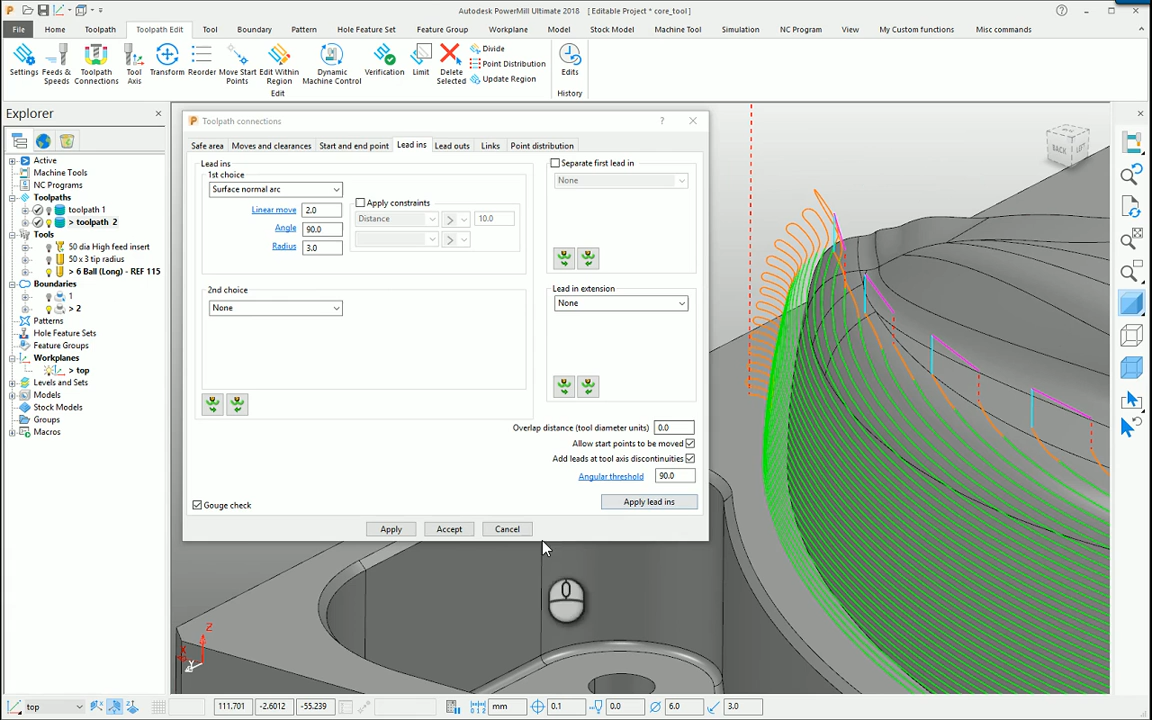 Autodesk PowerMill Ultimate 2018 [ Editable Project * core_tool ]
File Home Toolpath Toolpath Edit Tool Boundary Pattern Hole Feature Set Feature Group Workplane Model Stock Model Machine Tool Simulation NC Program View My Custom functions Misc commands
Settings Feeds & Speeds Toolpath Connections Tool Axis Transform Reorder Move Start Points Edit Within Region Dynamic Machine Control Verification Limit Delete Selected
Divide
Point Distribution
Update Region
Edits
Edit
History
Explorer
Active
Machine Tools
NC Programs
Toolpaths
toolpath 1
> toolpath 2
Tools
50 dia High feed insert
50 x 3 tip radius
> 6 Ball (Long) - REF 115
Boundaries
1
> 2
Patterns
Hole Feature Sets
Feature Groups
Workplanes
> top
Levels and Sets
Models
Stock Models
Groups
Macros
Toolpath connections
Safe area Moves and clearances Start and end point Lead ins Lead outs Links Point distribution
Lead ins
1st choice
Surface normal arc
Linear move 2.0
Angle 90.0
Radius 3.0
Apply constraints
Distance > 10.0
>
2nd choice
None
Separate first lead in
None
Lead in extension
None
Overlap distance (tool diameter units) 0.0
Allow start points to be moved
Add leads at tool axis discontinuities
Angular threshold 90.0
Apply lead ins
Gouge check
Apply Accept Cancel
BACK LEFT
Z
X
Y
top 111.701 -2.6012 -55.239 mm 0.1 0.0 6.0 3.0